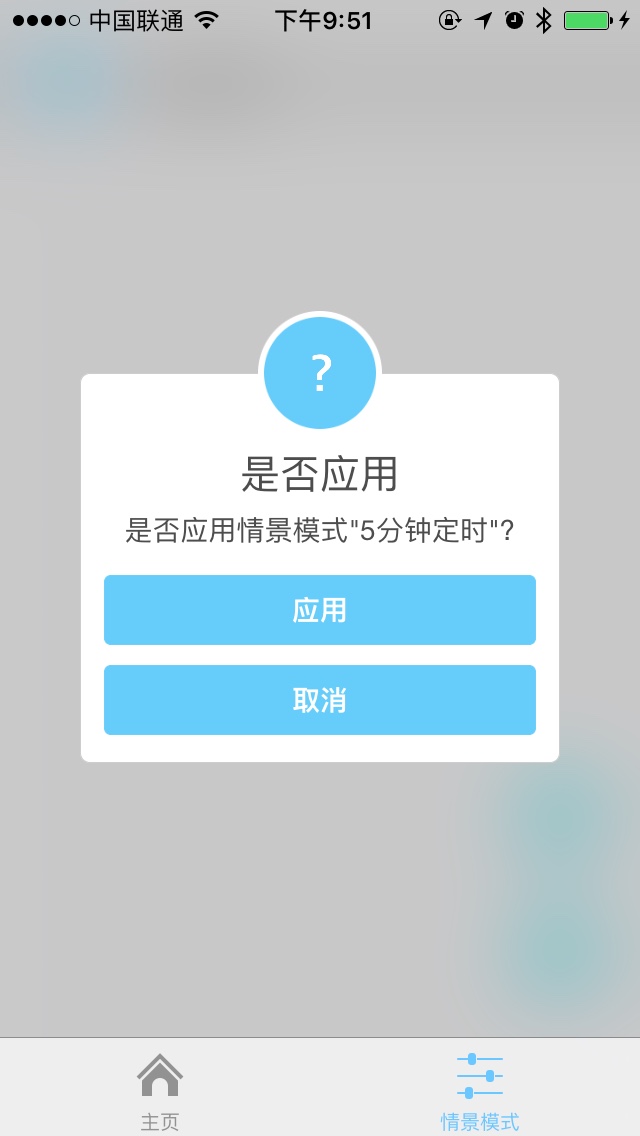 中国联通 下午9:51
?
是否应用
是否应用情景模式"5分钟定时"?
应用
取消
主页 情景模式